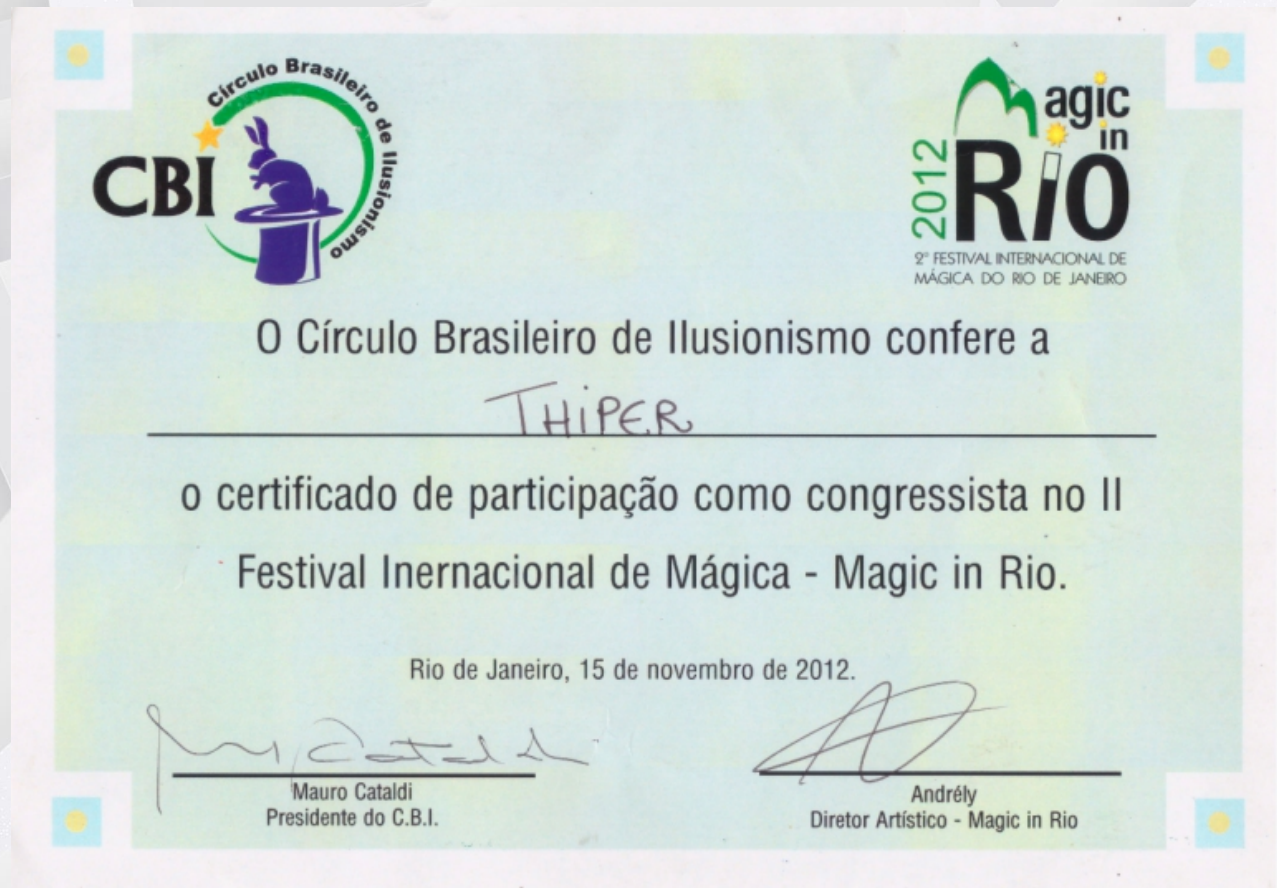 Círculo Brasileiro de Ilusionismo
CBI
Magic
in
Rio
2012
2º FESTIVAL INTERNACIONAL DE
MÁGICA DO RIO DE JANEIRO
O Círculo Brasileiro de Ilusionismo confere a
THIPER
o certificado de participação como congressista no II
Festival Inernacional de Mágica - Magic in Rio.
Rio de Janeiro, 15 de novembro de 2012.
M, Cataldi
Mauro Cataldi
Presidente do C.B.I.
Andrély
Diretor Artístico - Magic in Rio